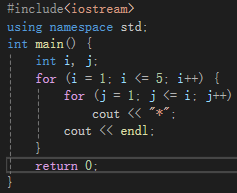 #include<iostream>
using namespace std;
int main() {
    int i, j;
    for (i = 1; i <= 5; i++) {
        for (j = 1; j <= i; j++)
            cout << "*";
        cout << endl;
    }
    return 0;
}